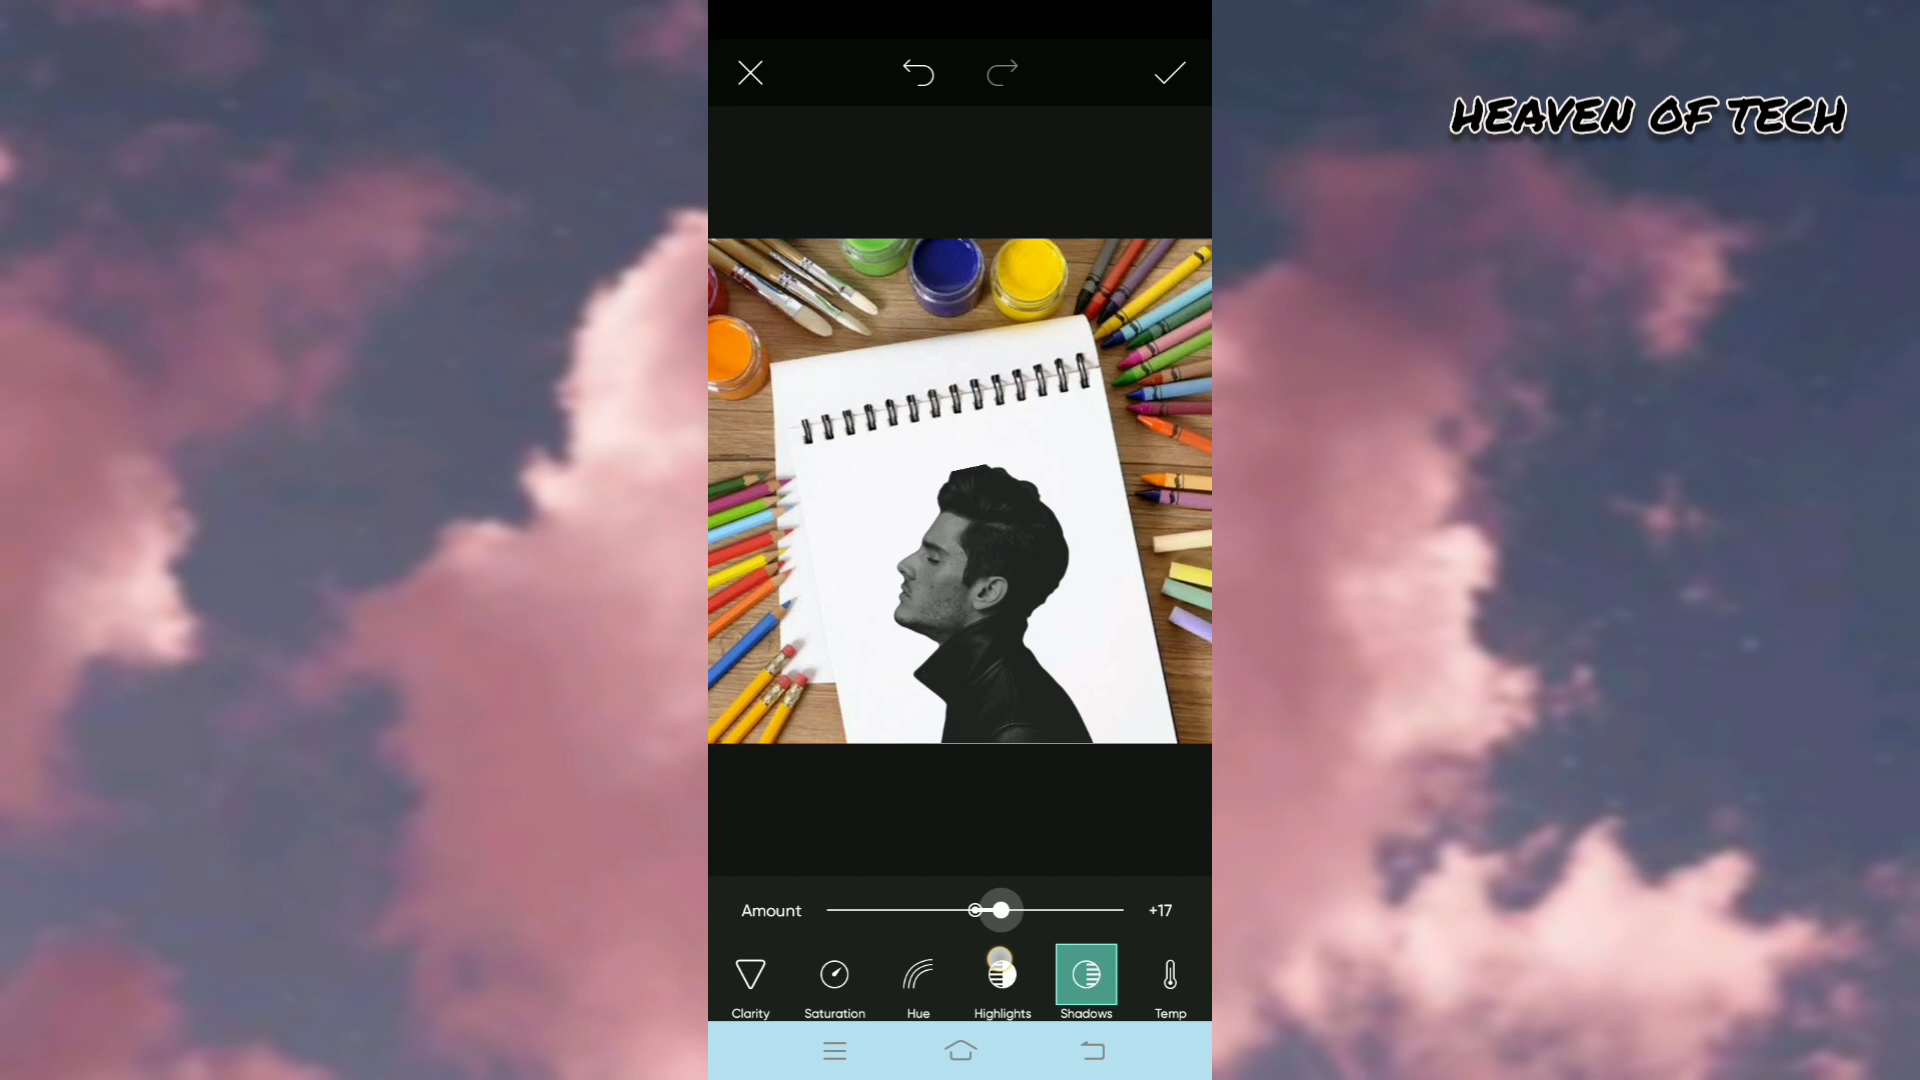 HEAVEN OF TECH
Amount +17
Clarity Saturation Hue Highlights Shadows Temp